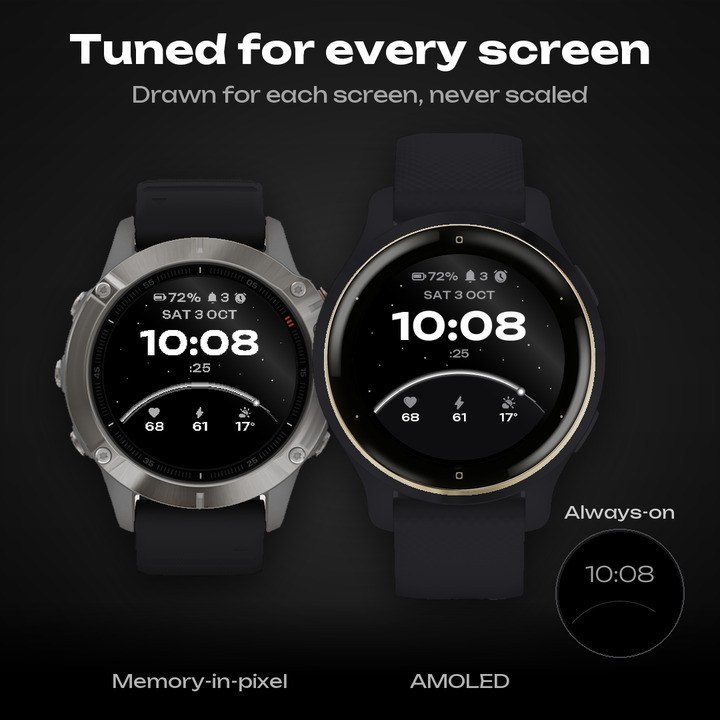 Tuned for every screen
Drawn for each screen, never scaled
72% 3
SAT 3 OCT
10:08
:25
68 61 17°
72% 3
SAT 3 OCT
10:08
:25
68 61 17°
Always-on
10:08
Memory-in-pixel
AMOLED